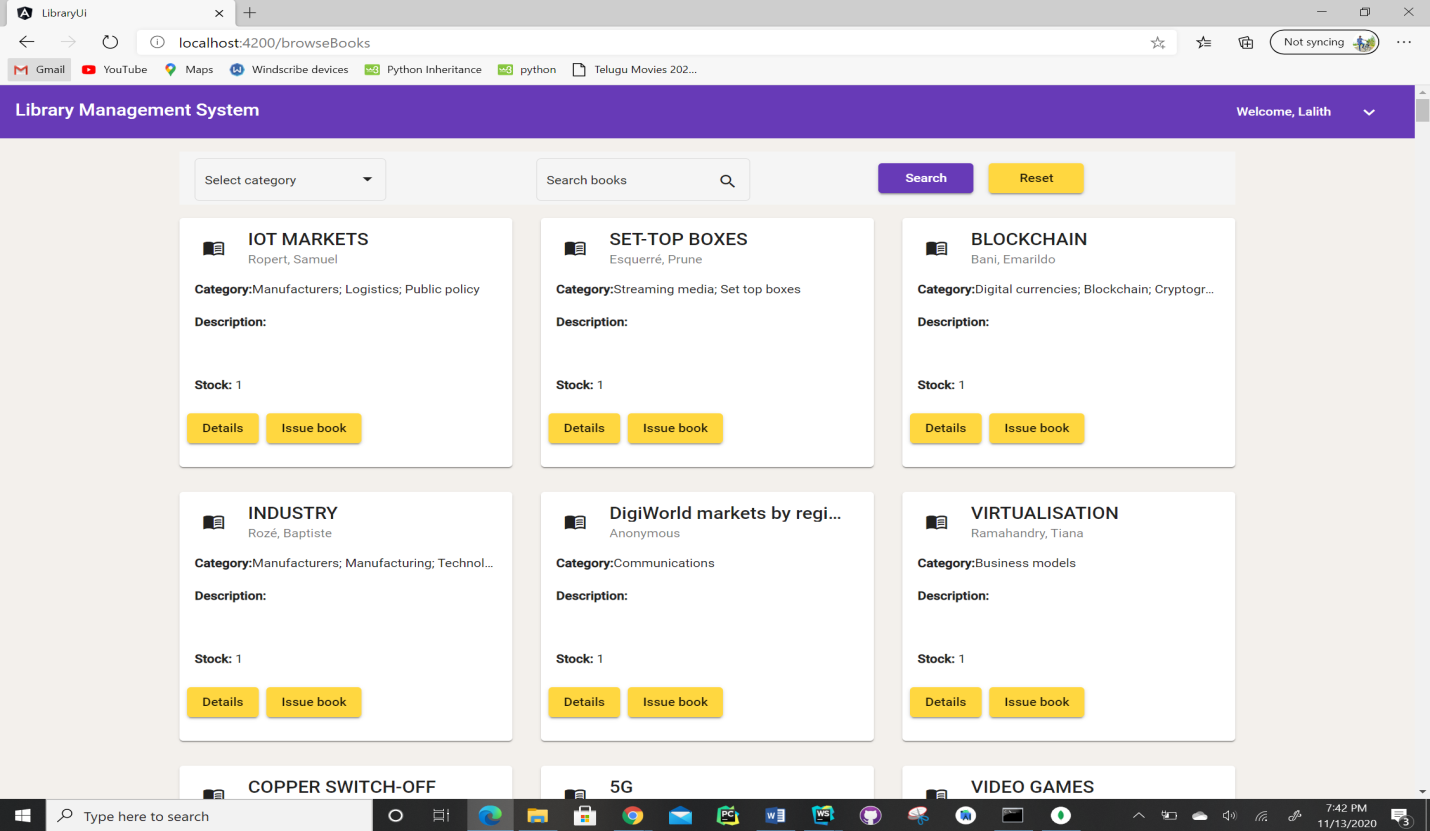 LibraryUi
localhost:4200/browseBooks
Not syncing
Gmail YouTube Maps Windscribe devices Python Inheritance python Telugu Movies 202...
Library Management System
Welcome, Lalith
Select category
Search books
Search
Reset
IOT MARKETS
Ropert, Samuel
Category:Manufacturers; Logistics; Public policy
Description:
Stock: 1
Details Issue book
SET-TOP BOXES
Esquerré, Prune
Category:Streaming media; Set top boxes
Description:
Stock: 1
Details Issue book
BLOCKCHAIN
Bani, Emarildo
Category:Digital currencies; Blockchain; Cryptogr...
Description:
Stock: 1
Details Issue book
INDUSTRY
Rozé, Baptiste
Category:Manufacturers; Manufacturing; Technol...
Description:
Stock: 1
Details Issue book
DigiWorld markets by regi...
Anonymous
Category:Communications
Description:
Stock: 1
Details Issue book
VIRTUALISATION
Ramahandry, Tiana
Category:Business models
Description:
Stock: 1
Details Issue book
COPPER SWITCH-OFF
5G
VIDEO GAMES
Type here to search
PC
W
WS
7:42 PM
11/13/2020
3